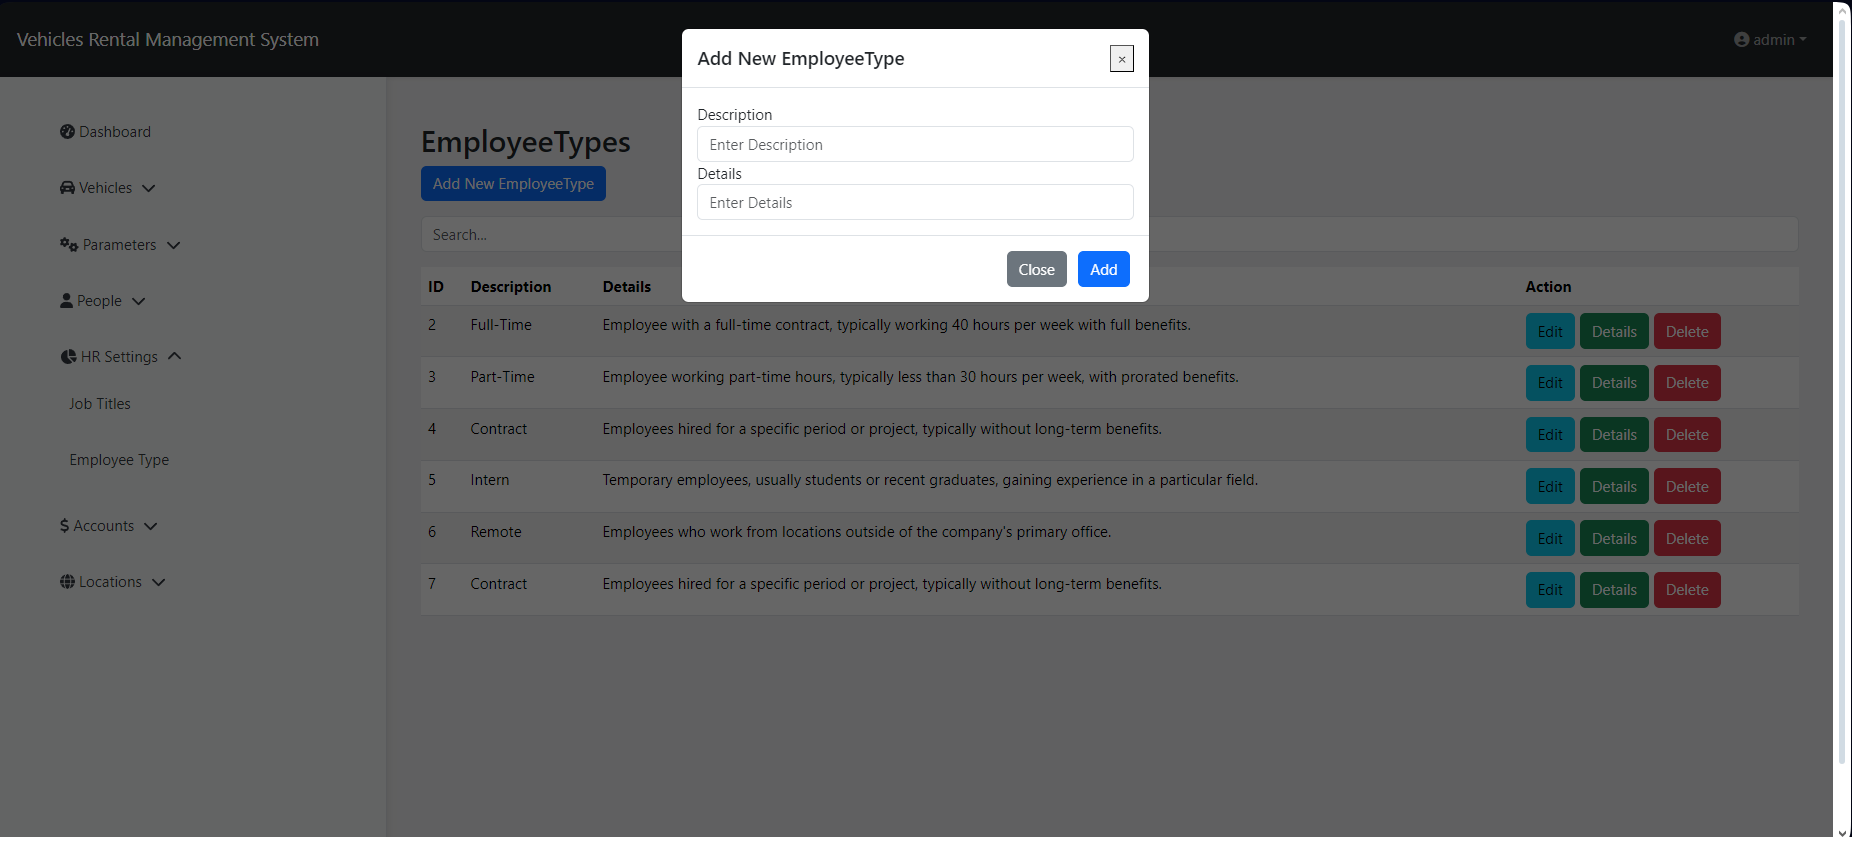 Vehicles Rental Management System
admin
Dashboard
Vehicles
Parameters
People
HR Settings
Job Titles
Employee Type
Accounts
Locations
EmployeeTypes
Add New EmployeeType
Search...
Add New EmployeeType
×
Description
Enter Description
Details
Enter Details
Close Add
ID Description Details Action
2 Full-Time Employee with a full-time contract, typically working 40 hours per week with full benefits. Edit Details Delete
3 Part-Time Employee working part-time hours, typically less than 30 hours per week, with prorated benefits. Edit Details Delete
4 Contract Employees hired for a specific period or project, typically without long-term benefits. Edit Details Delete
5 Intern Temporary employees, usually students or recent graduates, gaining experience in a particular field. Edit Details Delete
6 Remote Employees who work from locations outside of the company's primary office. Edit Details Delete
7 Contract Employees hired for a specific period or project, typically without long-term benefits. Edit Details Delete